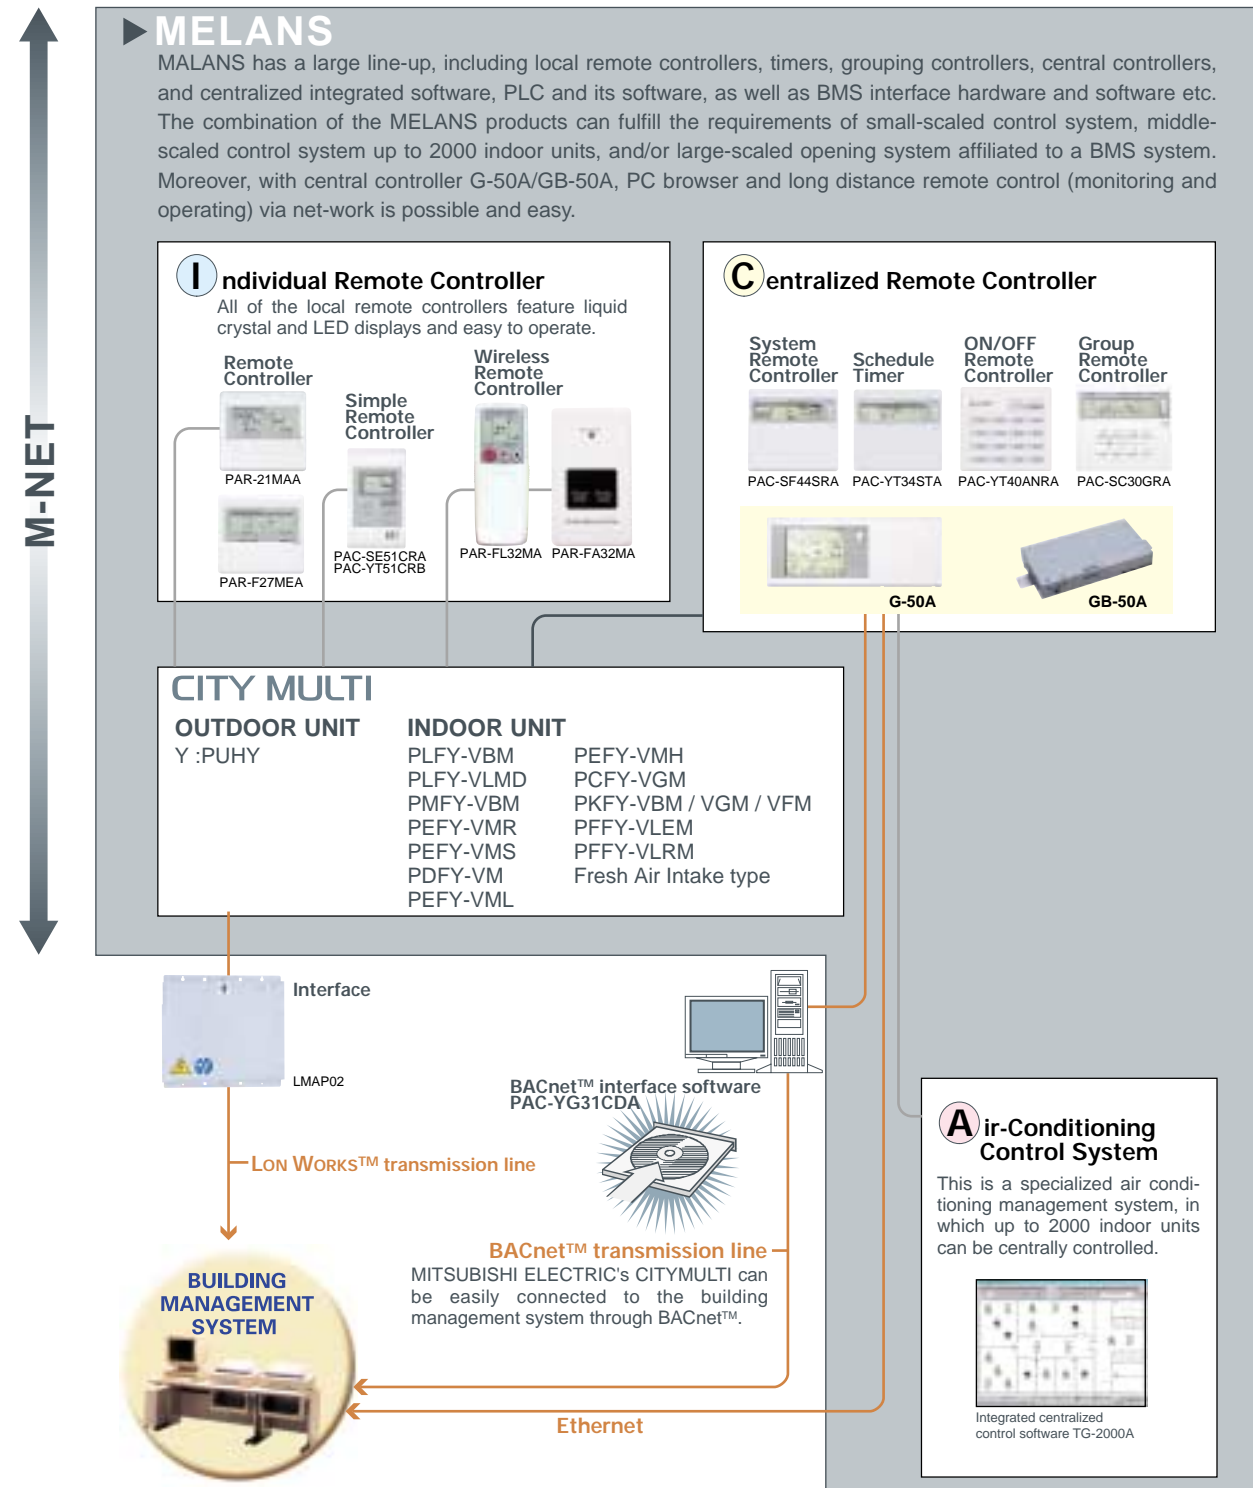 M-NET
MELANS
MALANS has a large line-up, including local remote controllers, timers, grouping controllers, central controllers,
and centralized integrated software, PLC and its software, as well as BMS interface hardware and software etc.
The combination of the MELANS products can fulfill the requirements of small-scaled control system, middle-
scaled control system up to 2000 indoor units, and/or large-scaled opening system affiliated to a BMS system.
Moreover, with central controller G-50A/GB-50A, PC browser and long distance remote control (monitoring and
operating) via net-work is possible and easy.
Individual Remote Controller
All of the local remote controllers feature liquid
crystal and LED displays and easy to operate.
Remote
Controller
PAR-21MAA
PAR-F27MEA
Simple
Remote
Controller
PAC-SE51CRA
PAC-YT51CRB
Wireless
Remote
Controller
PAR-FL32MA
PAR-FA32MA
Centralized Remote Controller
System
Remote
Controller
PAC-SF44SRA
Schedule
Timer
PAC-YT34STA
ON/OFF
Remote
Controller
PAC-YT40ANRA
Group
Remote
Controller
PAC-SC30GRA
G-50A
GB-50A
CITY MULTI
OUTDOOR UNIT
Y :PUHY
INDOOR UNIT
PLFY-VBM
PLFY-VLMD
PMFY-VBM
PEFY-VMR
PEFY-VMS
PDFY-VM
PEFY-VML
PEFY-VMH
PCFY-VGM
PKFY-VBM / VGM / VFM
PFFY-VLEM
PFFY-VLRM
Fresh Air Intake type
Interface
LMAP02
LON WORKS™ transmission line
BACnet™ interface software
PAC-YG31CDA
BACnet™ transmission line
MITSUBISHI ELECTRIC's CITYMULTI can
be easily connected to the building
management system through BACnet™.
BUILDING
MANAGEMENT
SYSTEM
Ethernet
Air-Conditioning
Control System
This is a specialized air condi-
tioning management system, in
which up to 2000 indoor units
can be centrally controlled.
Integrated centralized
control software TG-2000A